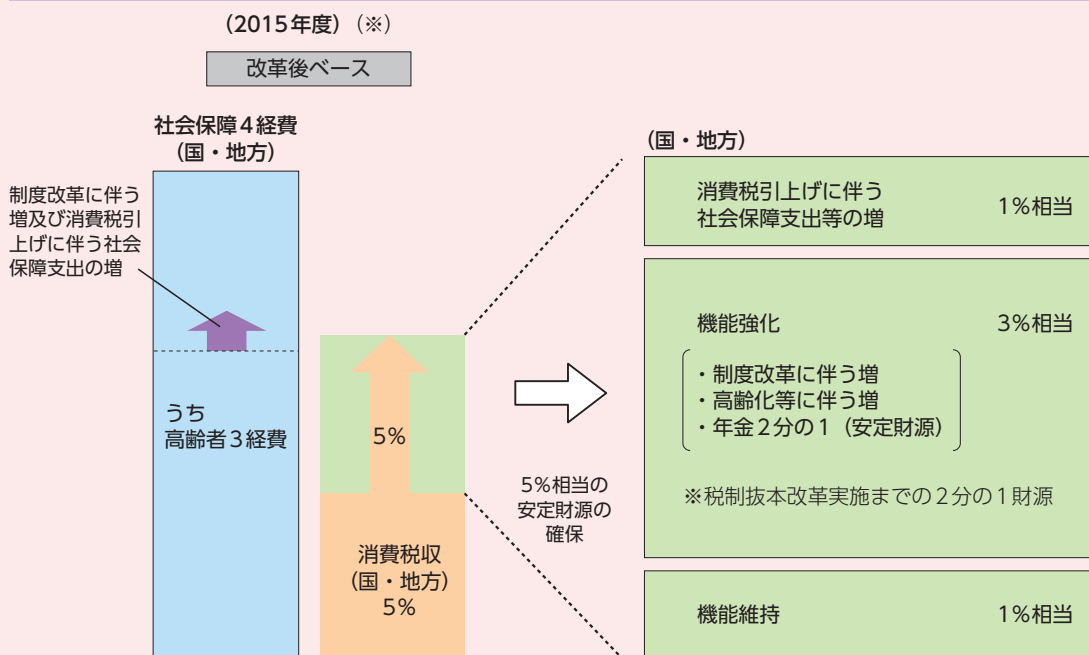 （2015年度）（※）
改革後ベース
社会保障４経費
（国・地方）
制度改革に伴う
増及び消費税引
上げに伴う社会
保障支出の増
うち
高齢者３経費
5%
消費税収
（国・地方）
5%
5%相当の
安定財源の
確保
（国・地方）
消費税引上げに伴う
社会保障支出等の増
1%相当
機能強化
3%相当
・制度改革に伴う増
・高齢化等に伴う増
・年金２分の１（安定財源）
※税制抜本改革実施までの２分の１財源
機能維持
1%相当